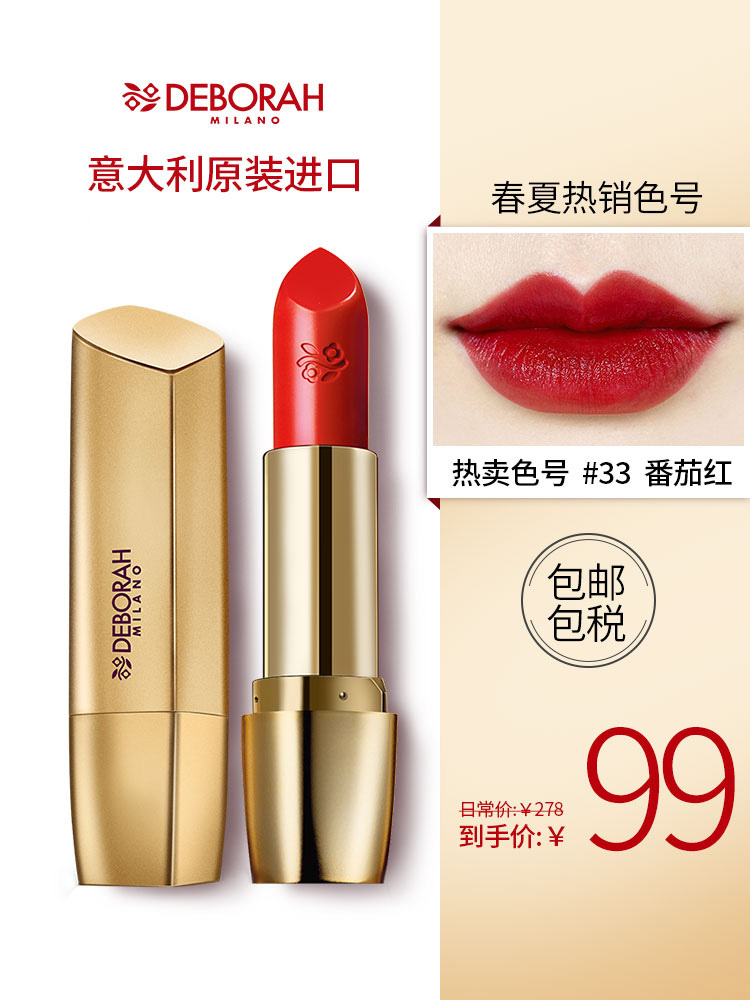 DEBORAH
MILANO
意大利原装进口
春夏热销色号
热卖色号 #33 番茄红
DEBORAH
MILANO
包邮
包税
日常价:￥278
到手价:￥99